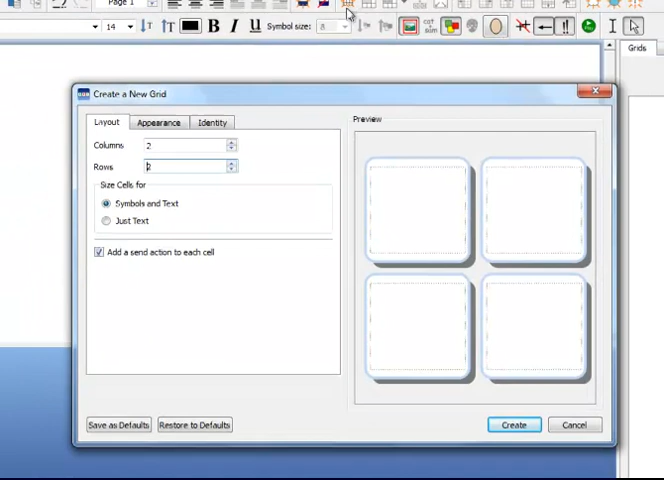 Page 1
14 B I U Symbol size: 8
Grids
Create a New Grid
Layout Appearance Identity
Preview
Columns 2
Rows 2
Size Cells for
Symbols and Text
Just Text
Add a send action to each cell
Save as Defaults Restore to Defaults Create Cancel